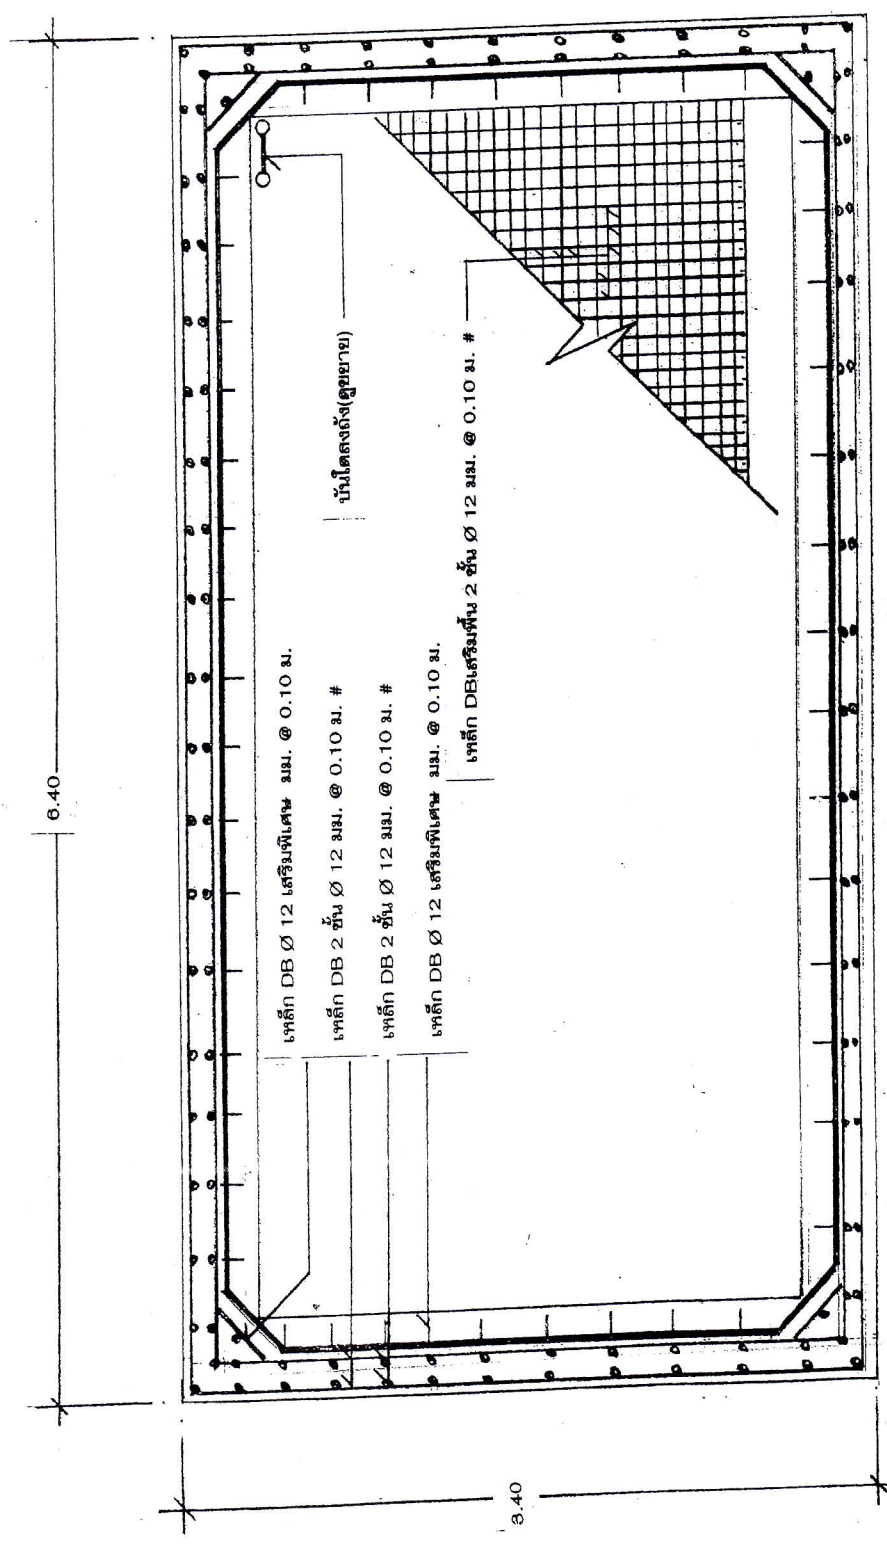 6.40
เหล็ก DB Ø 12 เสริมพิเศษ มม. @ 0.10 ม.
เหล็ก DB 2 ชั้น Ø 12 มม. @ 0.10 ม. #
เหล็ก DB 2 ชั้น Ø 12 มม. @ 0.10 ม. #
เหล็ก DB Ø 12 เสริมพิเศษ มม. @ 0.10 ม.
บันไดลงถัง(ดูขยาย)
เหล็ก DBเสริมพื้น 2 ชั้น Ø 12 มม. @ 0.10 ม. #
3.40